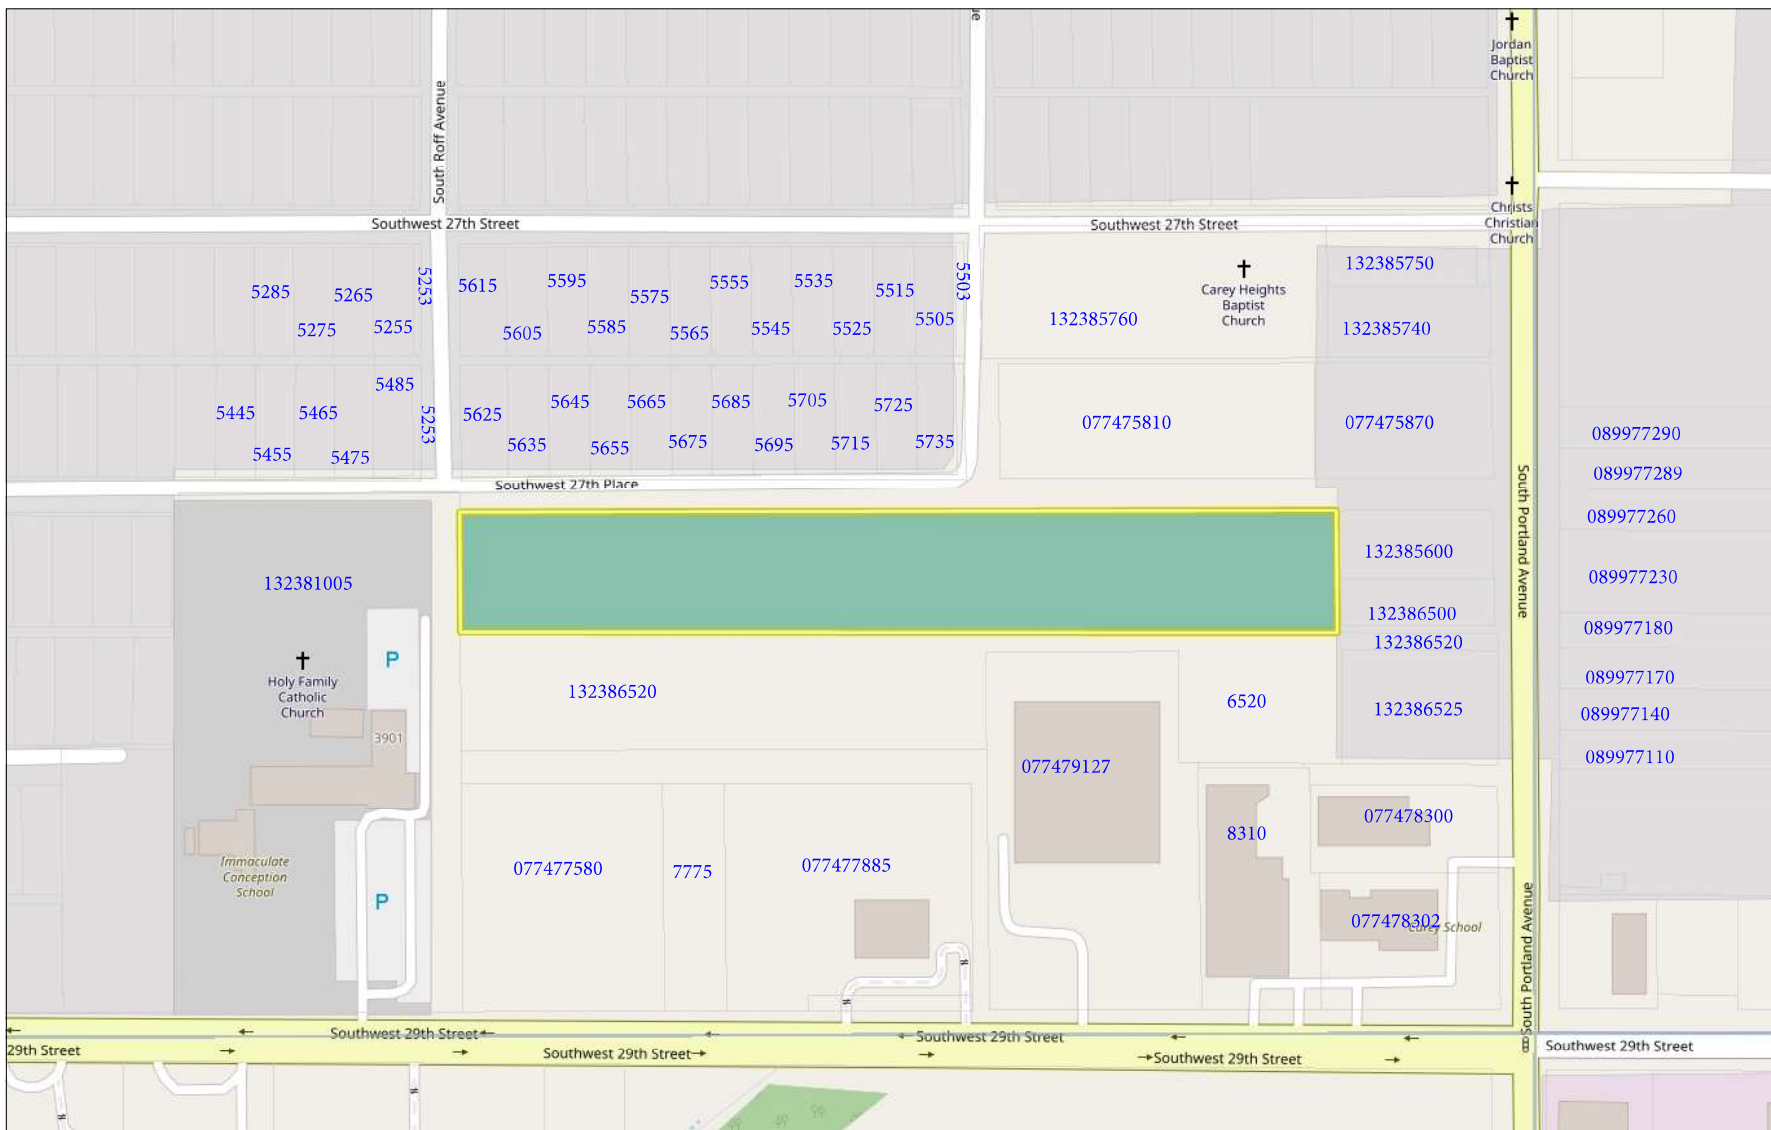 Jordan
Baptist
Church
South Roff Avenue
Christs
Christian
Church
Southwest 27th Street
Southwest 27th Street
5285
5265
5253
5275
5255
5615
5595
5575
5555
5535
5515
5503
5605
5585
5565
5545
5525
5505
132385750
Carey Heights
Baptist
Church
132385760
132385740
5485
5445
5465
5253
5455
5475
5625
5645
5665
5685
5705
5725
5635
5655
5675
5695
5715
5735
077475810
077475870
089977290
089977289
089977260
089977230
089977180
089977170
089977140
089977110
South Portland Avenue
Southwest 27th Place
132381005
132385600
132386500
132386520
P
Holy Family
Catholic
Church
3901
132386520
6520
132386525
077479127
8310
077478300
077478302
Carey School
Immaculate
Conception
School
P
077477580
7775
077477885
South Portland Avenue
Southwest 29th Street
Southwest 29th Street
29th Street
Southwest 29th Street
Southwest 29th Street
Southwest 29th Street